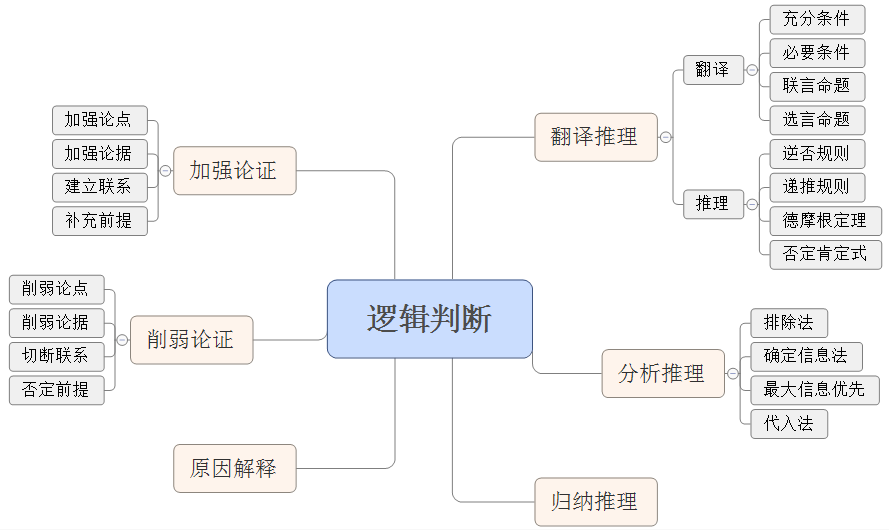 逻辑判断
翻译推理
翻译
充分条件
必要条件
联言命题
选言命题
推理
逆否规则
递推规则
德摩根定理
否定肯定式
分析推理
排除法
确定信息法
最大信息优先
代入法
归纳推理
加强论证
加强论点
加强论据
建立联系
补充前提
削弱论证
削弱论点
削弱论据
切断联系
否定前提
原因解释